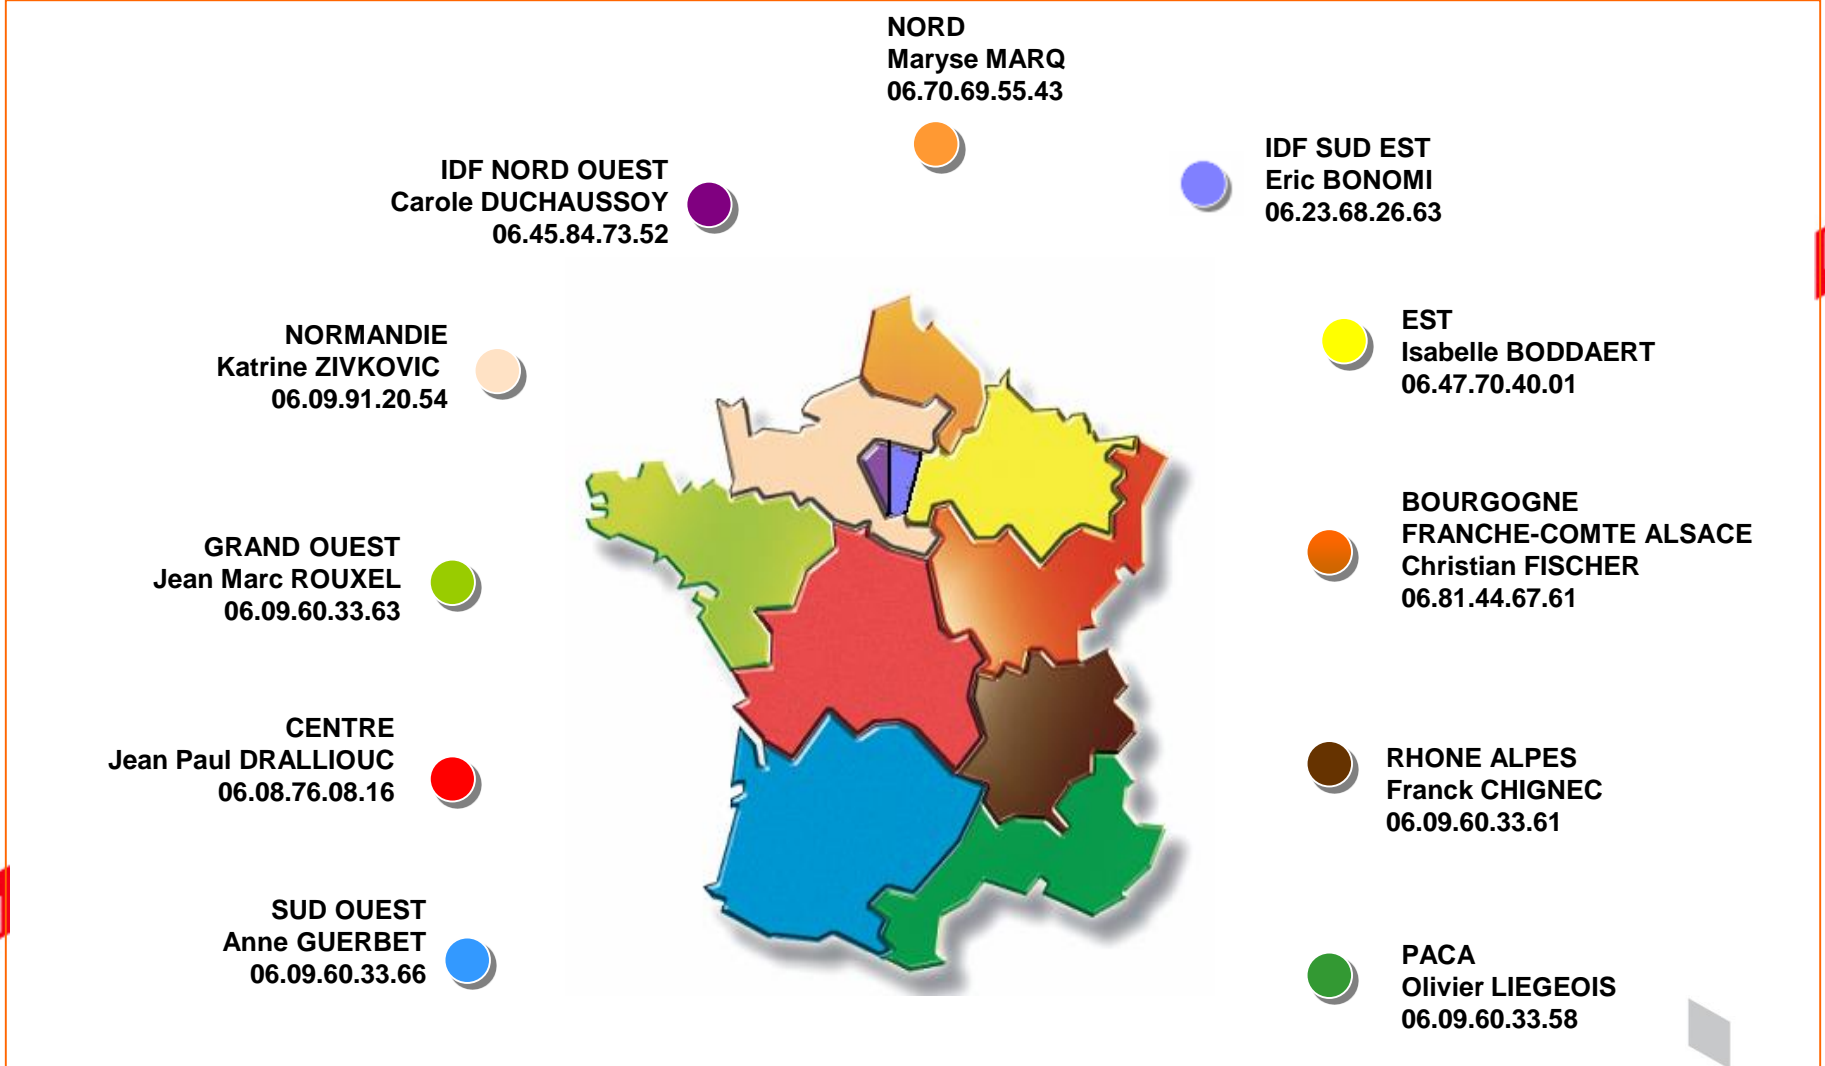 NORD
Maryse MARQ
06.70.69.55.43
IDF SUD EST
Eric BONOMI
06.23.68.26.63
IDF NORD OUEST
Carole DUCHAUSSOY
06.45.84.73.52
EST
Isabelle BODDAERT
06.47.70.40.01
NORMANDIE
Katrine ZIVKOVIC
06.09.91.20.54
BOURGOGNE
FRANCHE-COMTE ALSACE
Christian FISCHER
06.81.44.67.61
GRAND OUEST
Jean Marc ROUXEL
06.09.60.33.63
CENTRE
Jean Paul DRALLIOUC
06.08.76.08.16
RHONE ALPES
Franck CHIGNEC
06.09.60.33.61
SUD OUEST
Anne GUERBET
06.09.60.33.66
PACA
Olivier LIEGEOIS
06.09.60.33.58